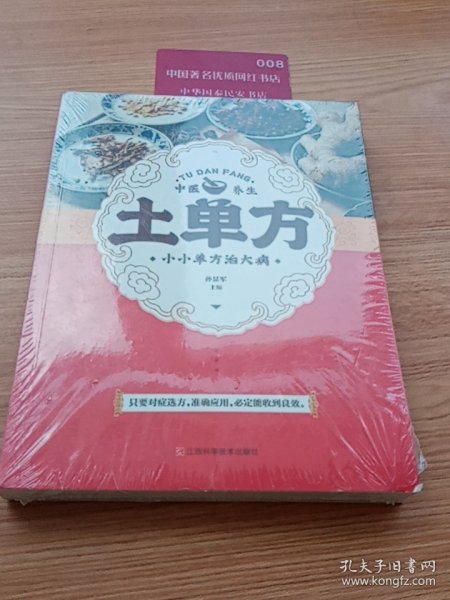 008
中国著名优质网红书店
中华国泰民安书店
TU DAN FANG
中医 养生
土单方
小小单方治大病
孙昊军
主编
只要对症选方，准确应用，必定能收到良效。
江西科学技术出版社
孔夫子旧书网
www.kongfz.com